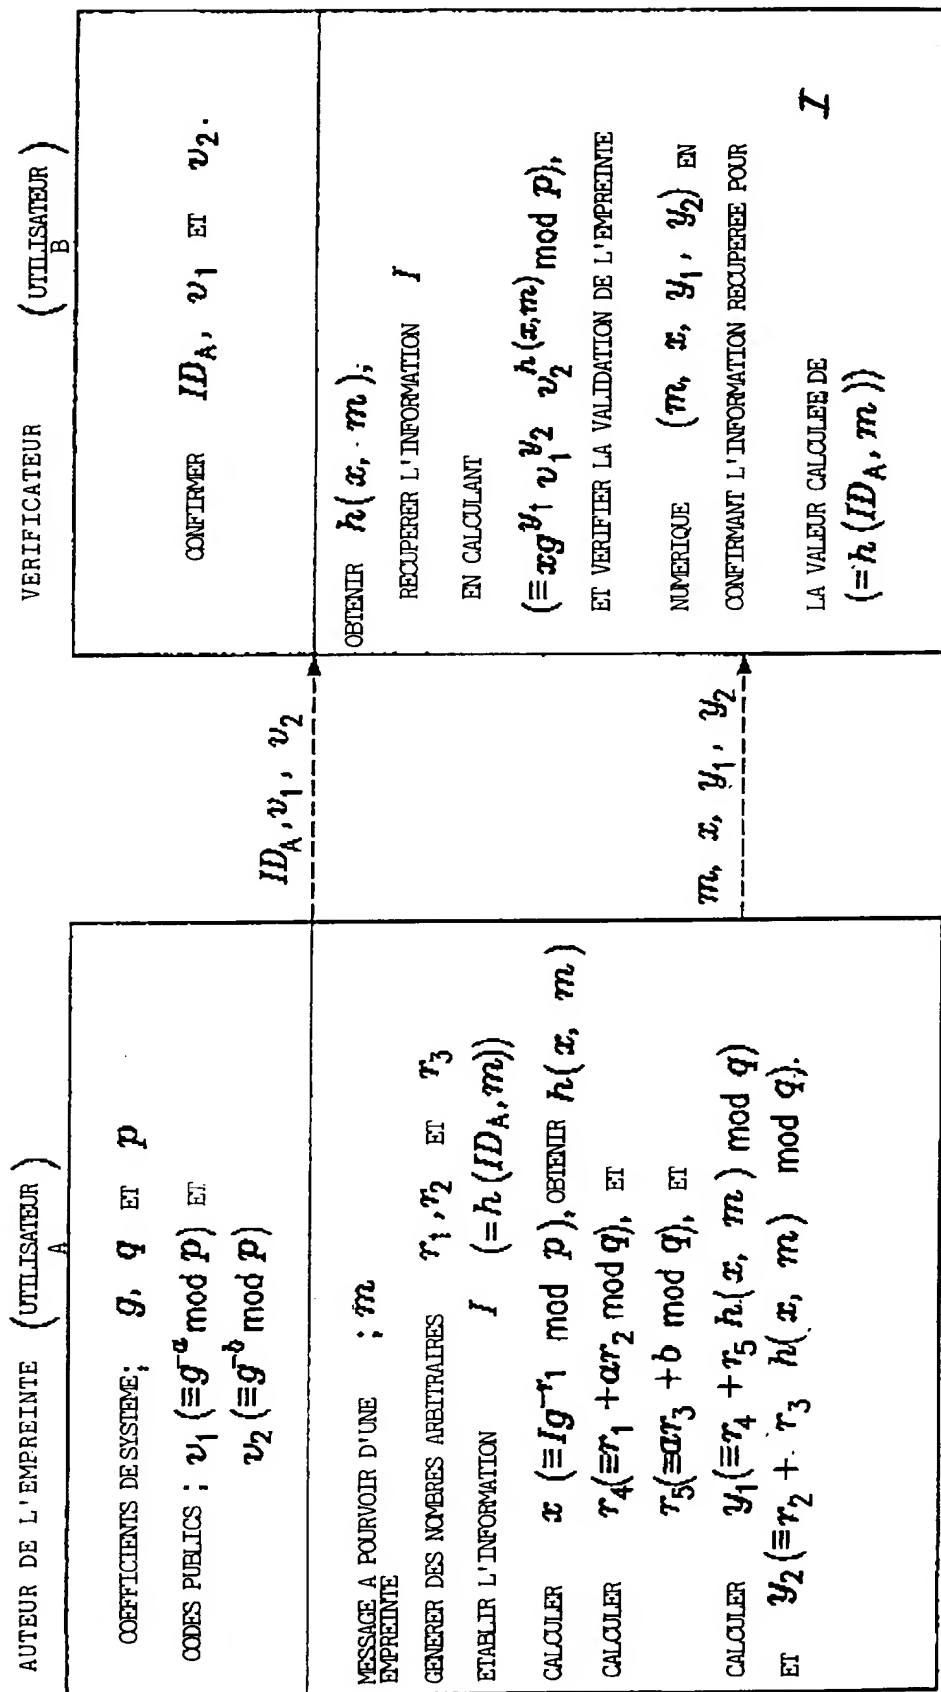 AUTEUR DE L'EMPREINTE (UTILISATEUR A)
COEFFICIENTS DE SYSTEME; g, q ET p
CODES PUBLICS ; v₁ (≡g⁻ᵃ mod p) ET
v₂ (≡g⁻ᵇ mod p)
MESSAGE A POURVOIR D'UNE EMPREINTE ; m
GENERER DES NOMBRES ARBITRAIRES r₁, r₂ ET r₃
ETABLIR L'INFORMATION I (=h(ID_A, m))
CALCULER x (≡Ig^{-r₁} mod p), OBTENIR h(x, m)
CALCULER r₄(≡r₁ +ar₂ mod q), ET
r₅(≡ar₃ + b mod q), ET
CALCULER y₁(≡r₄ + r₅ h(x, m) mod q)
ET y₂(≡r₂ + r₃ h(x, m) mod q).
ID_A, v₁, v₂
m, x, y₁, y₂
VERIFICATEUR (UTILISATEUR B)
CONFIRMER ID_A, v₁ ET v₂.
OBTENIR h(x, m);
RECUPERER L'INFORMATION I
EN CALCULANT
(≡xg^{y₁} v₁^{y₂} v₂^{h(x,m)} mod p),
ET VERIFIER LA VALIDATION DE L'EMPREINTE
NUMERIQUE (m, x, y₁, y₂) EN
CONFIRMANT L'INFORMATION RECUPEREE POUR I
LA VALEUR CALCULEE DE
(=h(ID_A, m))